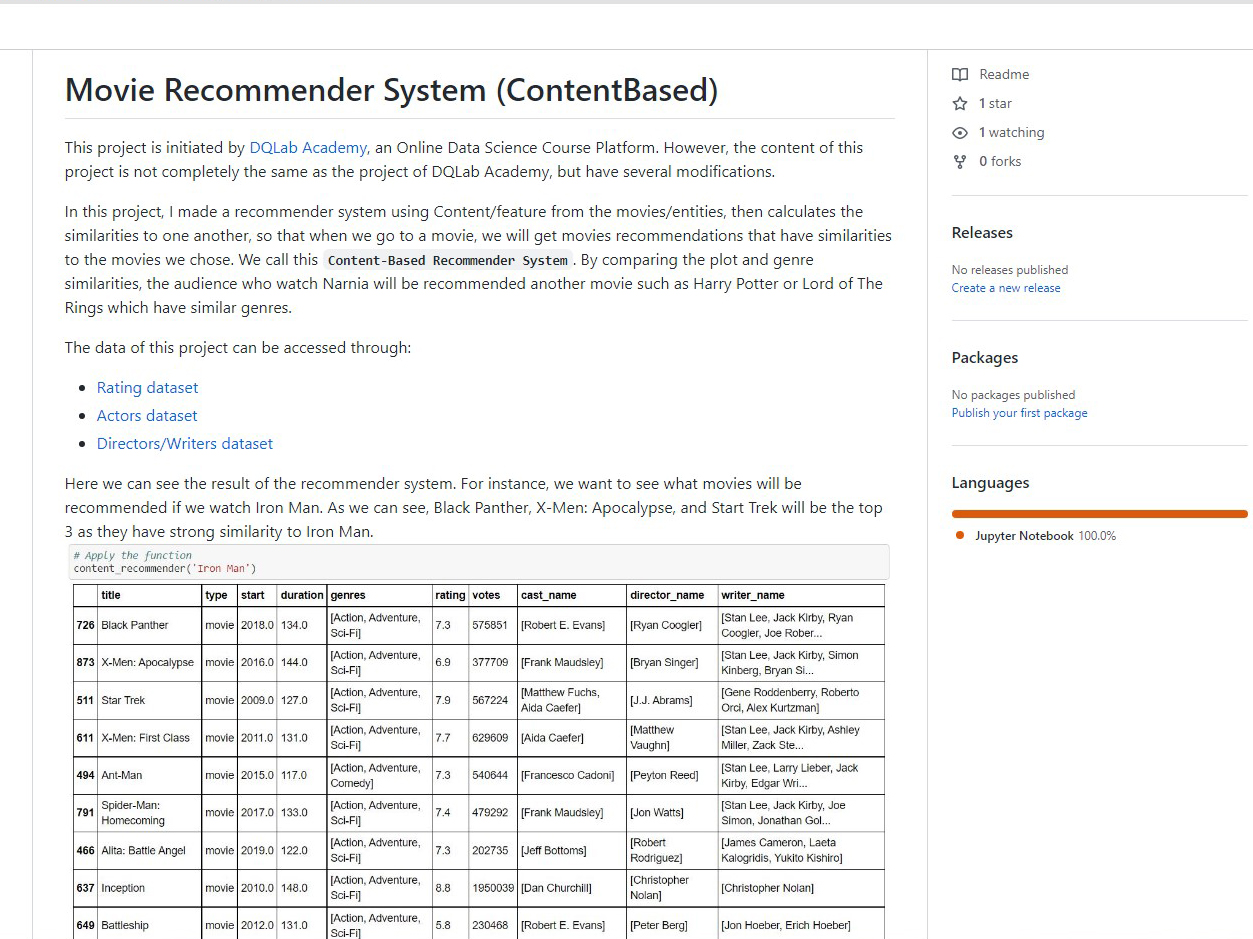 Movie Recommender System (ContentBased)
This project is initiated by DQLab Academy, an Online Data Science Course Platform. However, the content of this
project is not completely the same as the project of DQLab Academy, but have several modifications.
In this project, I made a recommender system using Content/feature from the movies/entities, then calculates the
similarities to one another, so that when we go to a movie, we will get movies recommendations that have similarities
to the movies we chose. We call this Content-Based Recommender System . By comparing the plot and genre
similarities, the audience who watch Narnia will be recommended another movie such as Harry Potter or Lord of The
Rings which have similar genres.
The data of this project can be accessed through:
Rating dataset
Actors dataset
Directors/Writers dataset
Here we can see the result of the recommender system. For instance, we want to see what movies will be
recommended if we watch Iron Man. As we can see, Black Panther, X-Men: Apocalypse, and Start Trek will be the top
3 as they have strong similarity to Iron Man.
# Apply the function
content_recommender('Iron Man')
title type start duration genres rating votes cast_name director_name writer_name
726 Black Panther movie 2018.0 134.0 [Action, Adventure, Sci-Fi] 7.3 575851 [Robert E. Evans] [Ryan Coogler] [Stan Lee, Jack Kirby, Ryan Coogler, Joe Rober...
873 X-Men: Apocalypse movie 2016.0 144.0 [Action, Adventure, Sci-Fi] 6.9 377709 [Frank Maudsley] [Bryan Singer] [Stan Lee, Jack Kirby, Simon Kinberg, Bryan Si...
511 Star Trek movie 2009.0 127.0 [Action, Adventure, Sci-Fi] 7.9 567224 [Matthew Fuchs, Aida Caefer] [J.J. Abrams] [Gene Roddenberry, Roberto Orci, Alex Kurtzman]
611 X-Men: First Class movie 2011.0 131.0 [Action, Adventure, Sci-Fi] 7.7 629609 [Aida Caefer] [Matthew Vaughn] [Stan Lee, Jack Kirby, Ashley Miller, Zack Ste...
494 Ant-Man movie 2015.0 117.0 [Action, Adventure, Comedy] 7.3 540644 [Francesco Cadoni] [Peyton Reed] [Stan Lee, Larry Lieber, Jack Kirby, Edgar Wri...
791 Spider-Man: Homecoming movie 2017.0 133.0 [Action, Adventure, Sci-Fi] 7.4 479292 [Frank Maudsley] [Jon Watts] [Stan Lee, Jack Kirby, Joe Simon, Jonathan Gol...
466 Alita: Battle Angel movie 2019.0 122.0 [Action, Adventure, Sci-Fi] 7.3 202735 [Jeff Bottoms] [Robert Rodriguez] [James Cameron, Laeta Kalogridis, Yukito Kishiro]
637 Inception movie 2010.0 148.0 [Action, Adventure, Sci-Fi] 8.8 1950039 [Dan Churchill] [Christopher Nolan] [Christopher Nolan]
649 Battleship movie 2012.0 131.0 [Action, Adventure, Sci-Fi] 5.8 230468 [Robert E. Evans] [Peter Berg] [Jon Hoeber, Erich Hoeber]
Readme
1 star
1 watching
0 forks
Releases
No releases published
Create a new release
Packages
No packages published
Publish your first package
Languages
Jupyter Notebook 100.0%